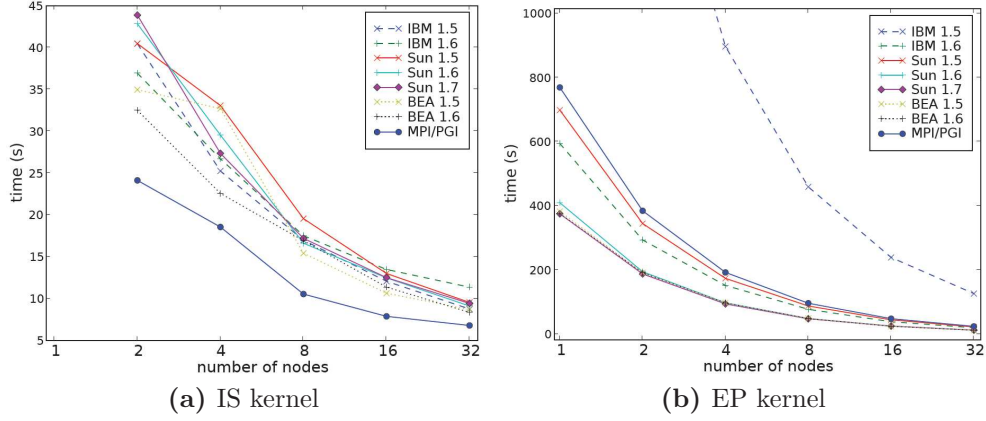 45
40
35
30
25
20
15
10
5
time (s)
1 2 4 8 16 32
number of nodes
IBM 1.5
IBM 1.6
Sun 1.5
Sun 1.6
Sun 1.7
BEA 1.5
BEA 1.6
MPI/PGI
(a) IS kernel
1000
800
600
400
200
0
time (s)
1 2 4 8 16 32
number of nodes
IBM 1.5
IBM 1.6
Sun 1.5
Sun 1.6
Sun 1.7
BEA 1.5
BEA 1.6
MPI/PGI
(b) EP kernel